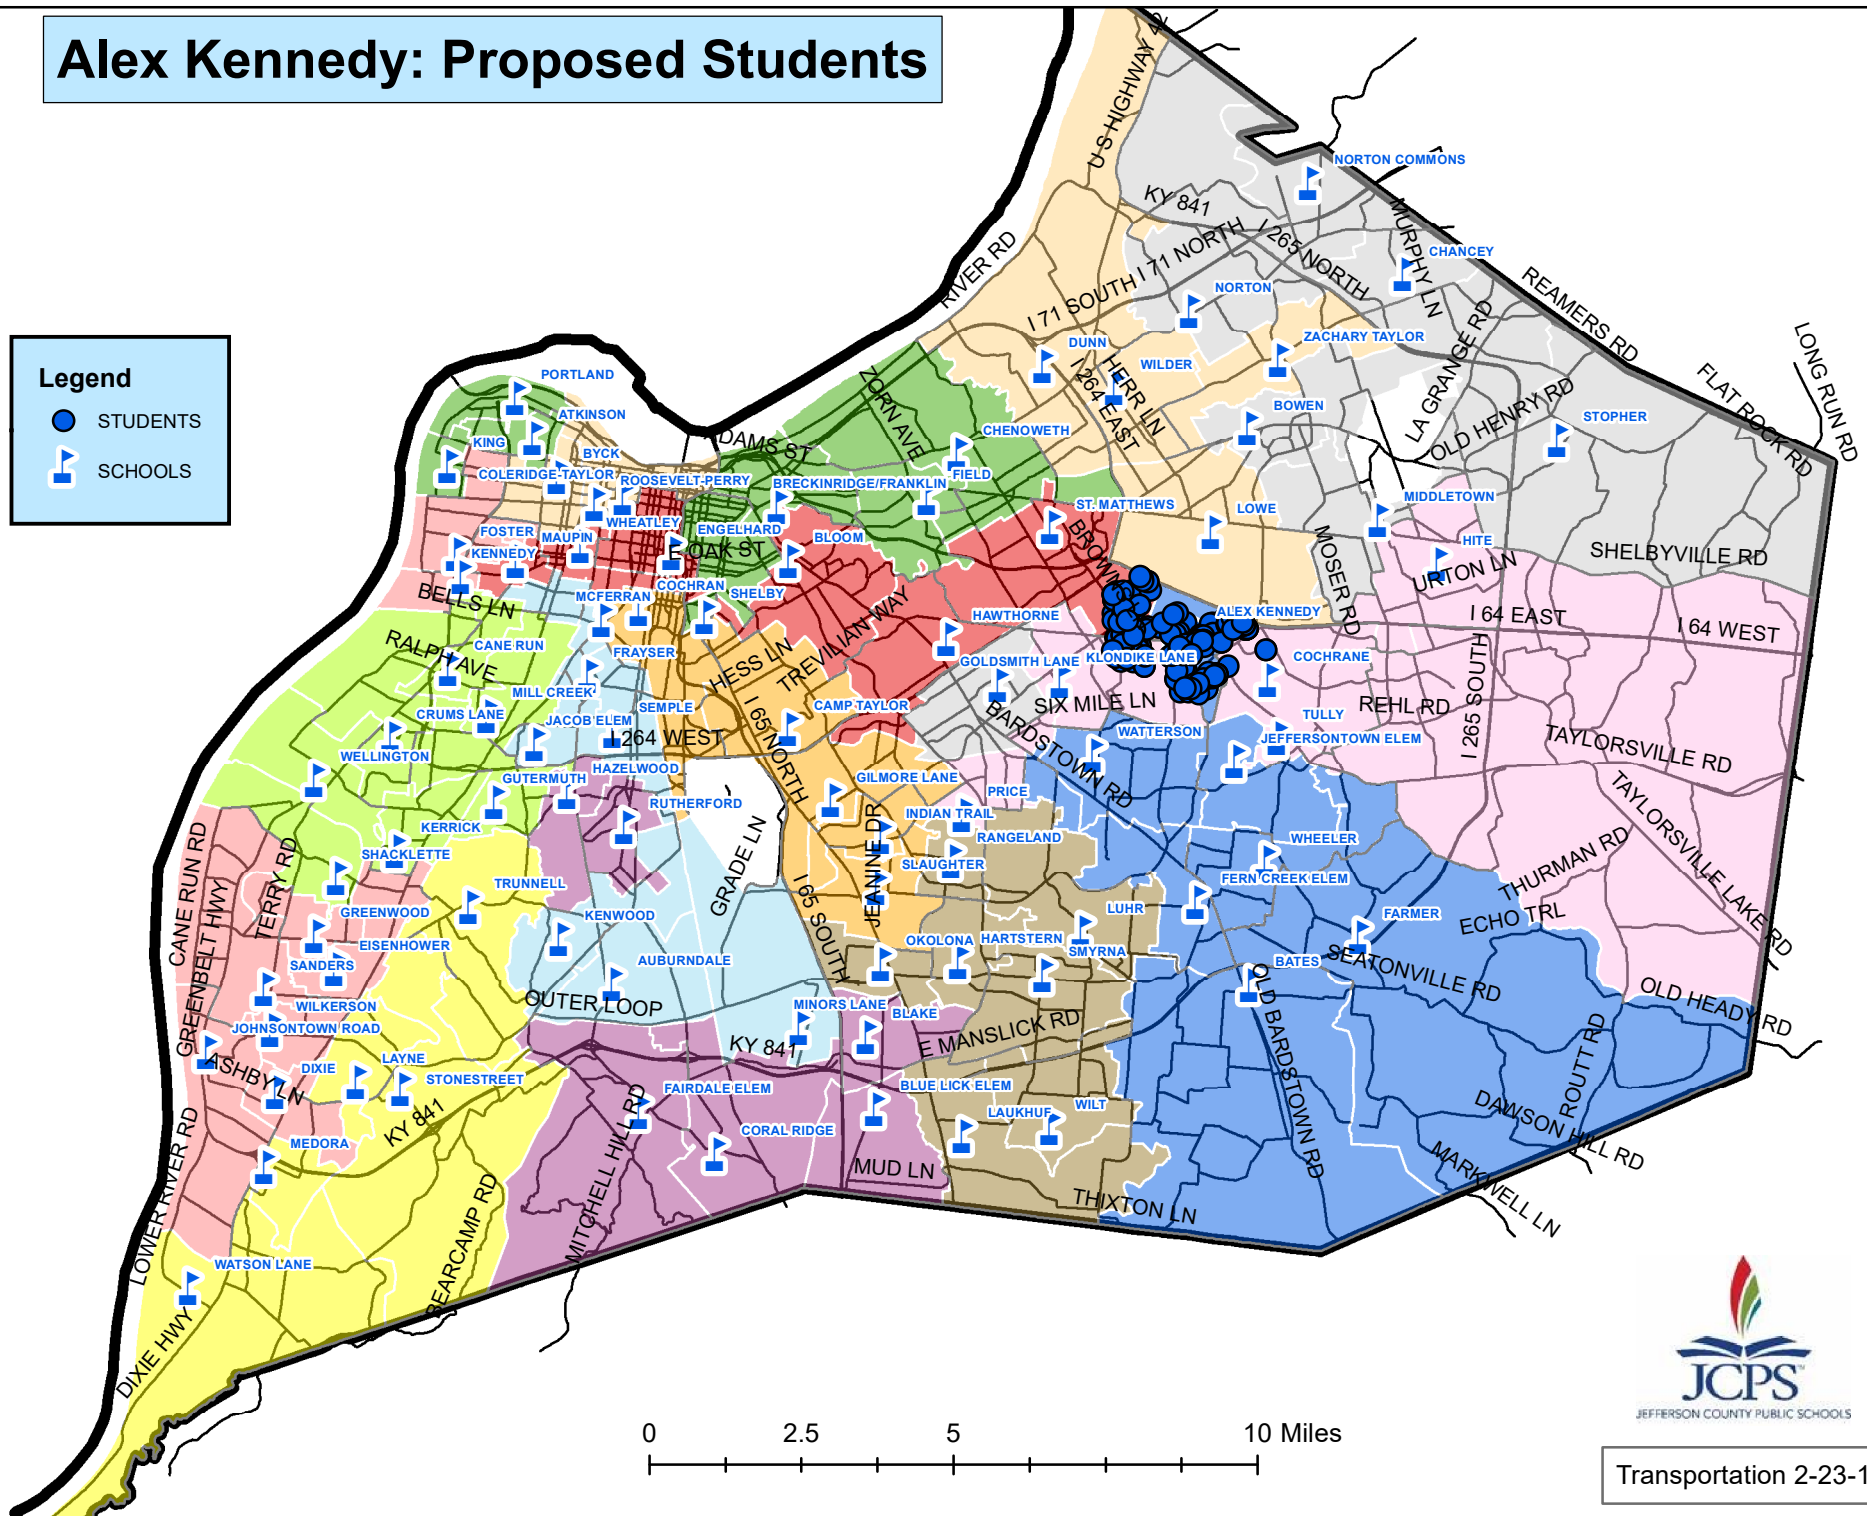 Alex Kennedy: Proposed Students
U S HIGHWAY 42
NORTON COMMONS
KY 841
MURPHY LN
I 265 NORTH
I 71 NORTH
CHANCEY
RIVER RD
I 71 SOUTH
NORTON
REAMERS RD
LONG RUN RD
Legend
STUDENTS
SCHOOLS
DUNN
WILDER
ZACHARY TAYLOR
LA GRANGE RD
FLAT ROCK RD
PORTLAND
ZORN AVE
I 264 EAST
HERR LN
BOWEN
OLD HENRY RD
STOPHER
ATKINSON
KING
ADAMS ST
CHENOWETH
BYCK
COLERIDGE-TAYLOR
ROOSEVELT-PERRY
BRECKINRIDGE/FRANKLIN
FIELD
ST. MATTHEWS
LOWE
MIDDLETOWN
FOSTER
MAUPIN
WHEATLEY
ENGELHARD
BLOOM
BROWNS
MOSER RD
HITE
SHELBYVILLE RD
KENNEDY
E OAK ST
URTON LN
BELLS LN
MCFERRAN
COCHRAN
SHELBY
HAWTHORNE
ALEX KENNEDY
I 64 EAST
I 64 WEST
RALPH AVE
CANE RUN
FRAYSER
HESS LN
TREVILIAN WAY
GOLDSMITH LANE
KLONDIKE LANE
COCHRANE
MILL CREEK
SEMPLE
I 65 NORTH
CAMP TAYLOR
BARDSTOWN RD
SIX MILE LN
REHL RD
I 265 SOUTH
CRUMS LANE
JACOB ELEM
I 264 WEST
WATTERSON
TULLY
JEFFERSONTOWN ELEM
TAYLORSVILLE RD
WELLINGTON
GUTERMUTH
HAZELWOOD
GILMORE LANE
PRICE
TAYLORSVILLE LAKE RD
RUTHERFORD
INDIAN TRAIL
RANGELAND
WHEELER
KERRICK
CANE RUN RD
TERRY RD
SHACKLETTE
GRADE LN
JEANINE DR
SLAUGHTER
FERN CREEK ELEM
THURMAN RD
TRUNNELL
GREENBELT HWY
GREENWOOD
KENWOOD
I 65 SOUTH
LUHR
FARMER
ECHO TRL
EISENHOWER
OKOLONA
HARTSTERN
SMYRNA
SANDERS
AUBURNDALE
BATES
SEATONVILLE RD
OLD HEADY RD
WILKERSON
OUTER LOOP
MINORS LANE
BLAKE
JOHNSONTOWN ROAD
KY 841
E MANSLICK RD
OLD BARDSTOWN RD
ROUTT RD
ASHBY LN
DIXIE
LAYNE
STONESTREET
FAIRDALE ELEM
BLUE LICK ELEM
LAUKHUF
WILT
DAWSON HILL RD
KY 841
MITCHELL HILL RD
CORAL RIDGE
MEDORA
MUD LN
MARKWELL LN
LOWER RIVER RD
BEARCAMP RD
THIXTON LN
WATSON LANE
DIXIE HWY
0 2.5 5 10 Miles
JCPS
JEFFERSON COUNTY PUBLIC SCHOOLS
Transportation 2-23-1